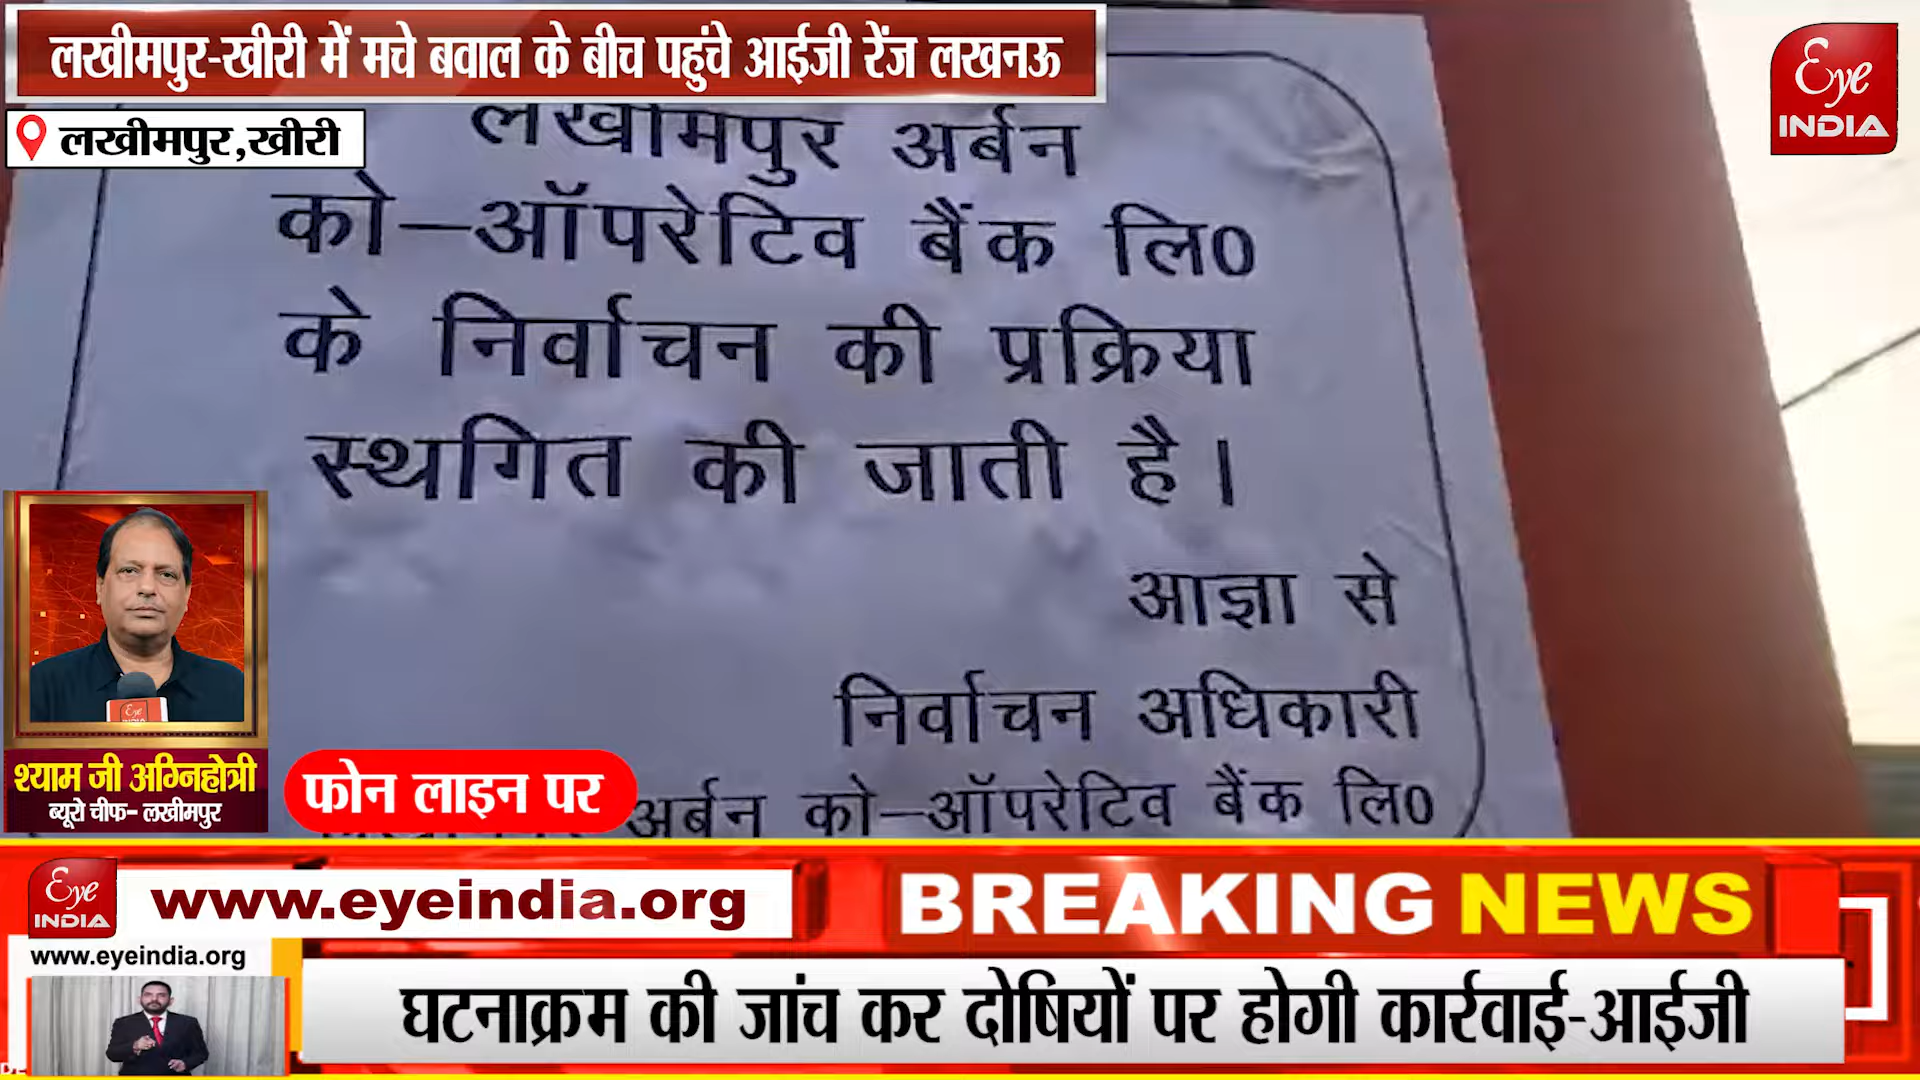 लखीमपुर-खीरी में मचे बवाल के बीच पहुंचे आईजी रेंज लखनऊ
Eye
INDIA
लखीमपुर,खीरी
लखीमपुर अर्बन
को–ऑपरेटिव बैंक लि0
के निर्वाचन की प्रक्रिया
स्थगित की जाती है।
आज्ञा से
निर्वाचन अधिकारी
अर्बन को–ऑपरेटिव बैंक लि0
Eye
INDIA
श्याम जी अग्निहोत्री
ब्यूरो चीफ- लखीमपुर
फोन लाइन पर
Eye
INDIA
www.eyeindia.org
BREAKING NEWS
www.eyeindia.org
घटनाक्रम की जांच कर दोषियों पर होगी कार्रवाई-आईजी